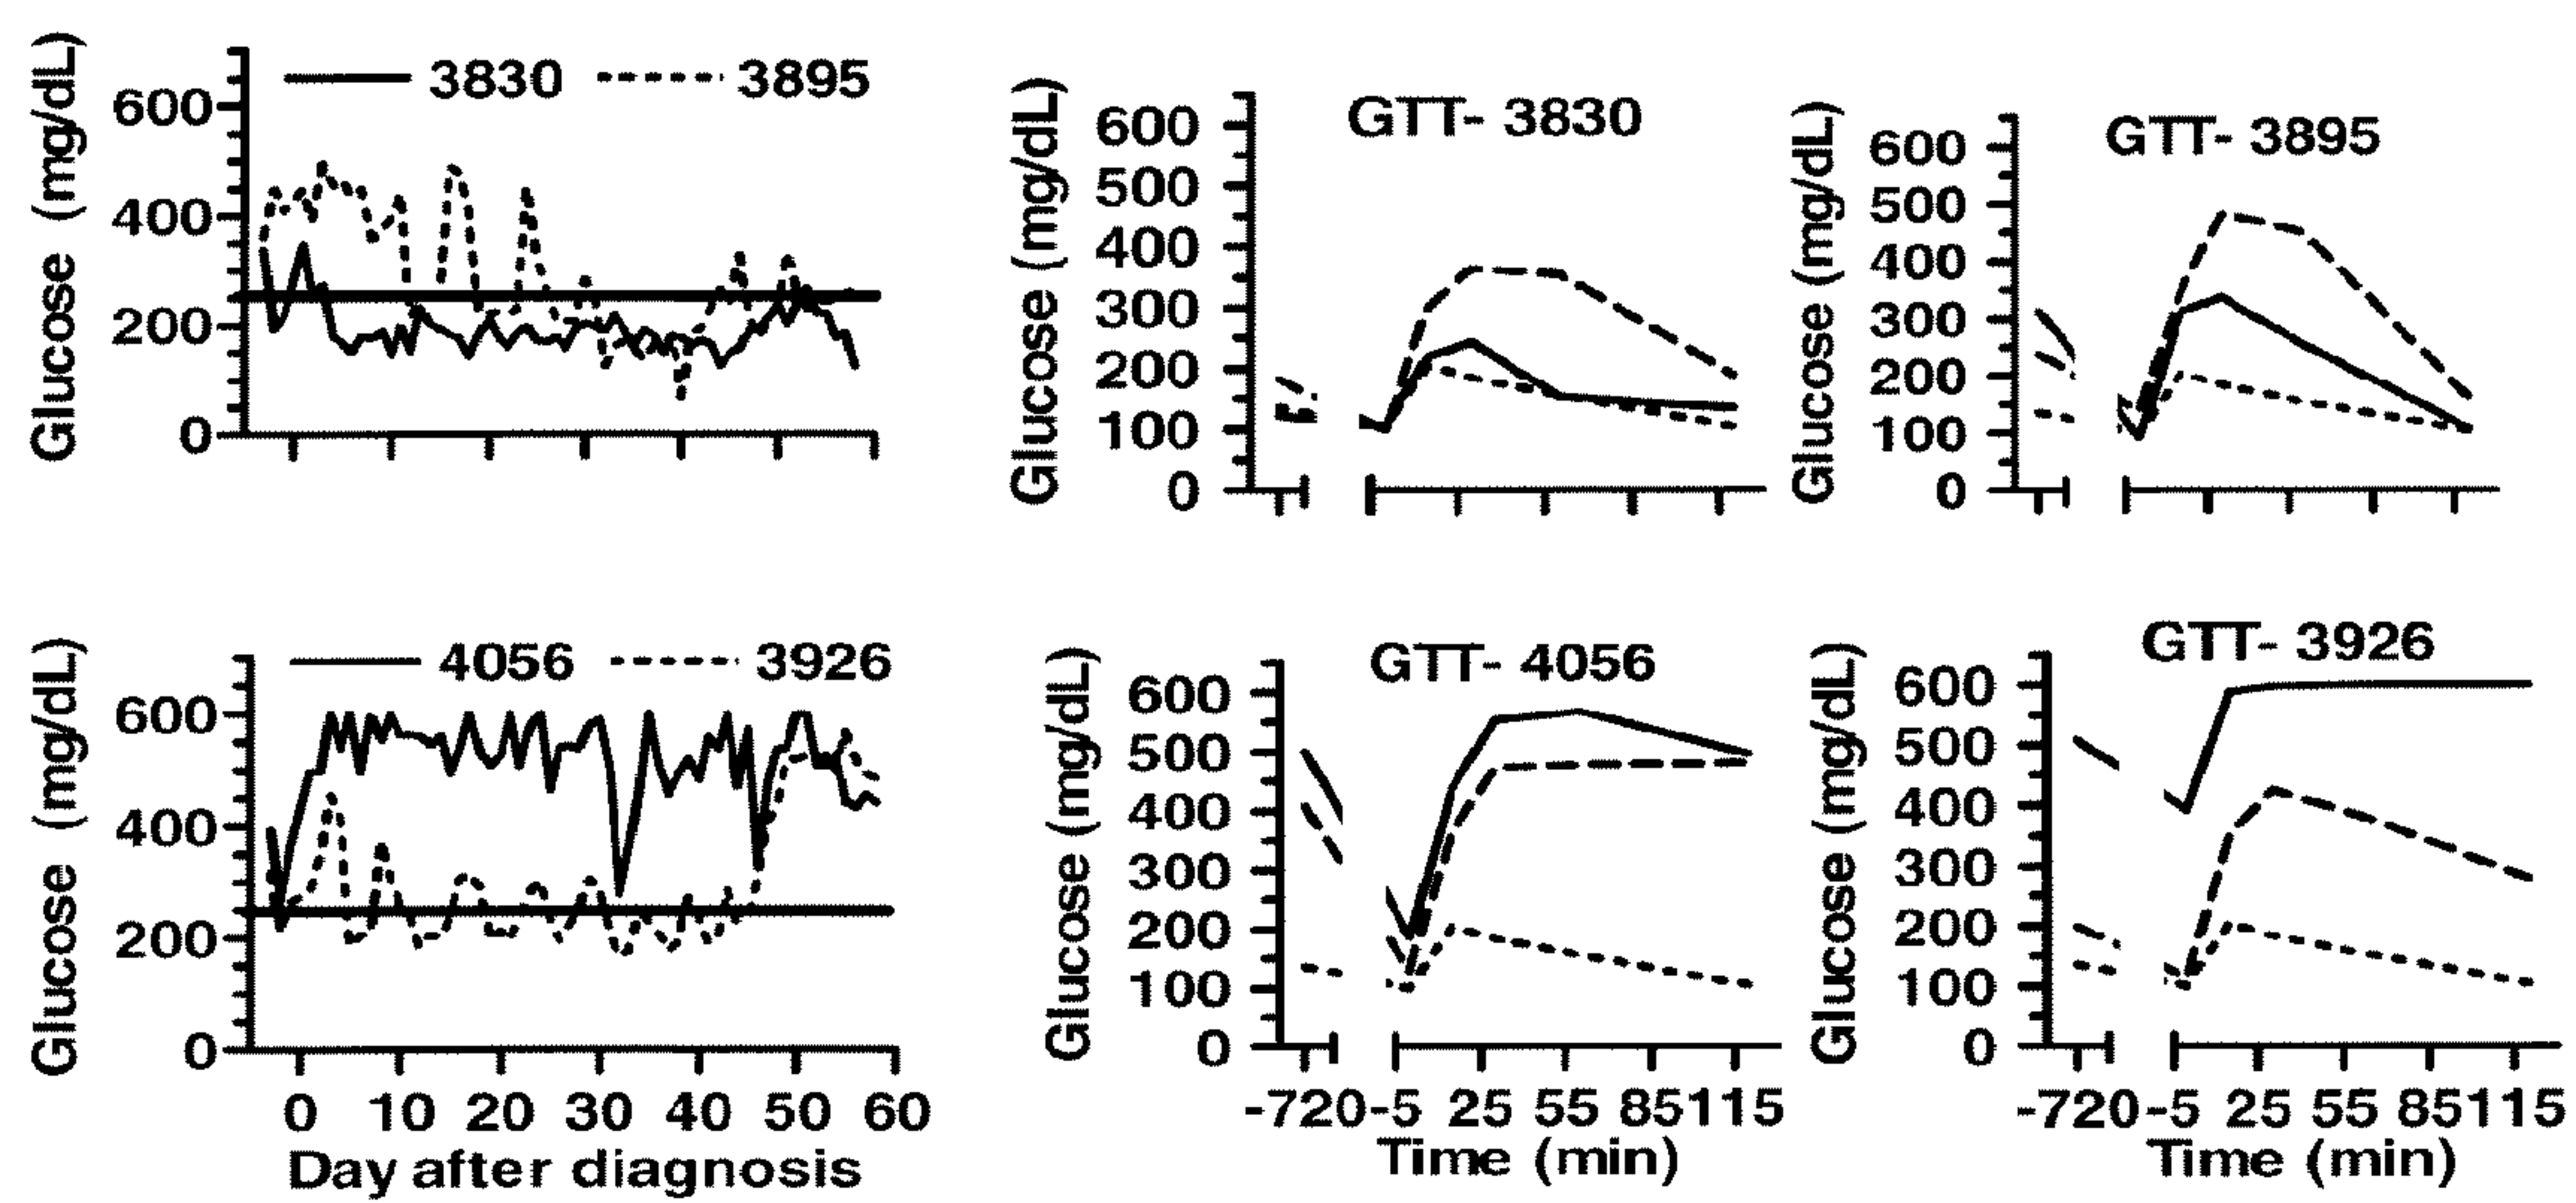 Glucose (mg/dL)
3830 3895
600
400
200
0
Glucose (mg/dL)
GTT- 3830
600
500
400
300
200
100
0
Glucose (mg/dL)
GTT- 3895
600
500
400
300
200
100
0
Glucose (mg/dL)
4056 3926
600
400
200
0
0 10 20 30 40 50 60
Day after diagnosis
Glucose (mg/dL)
GTT- 4056
600
500
400
300
200
100
0
-720 -5 25 55 85 115
Time (min)
Glucose (mg/dL)
GTT- 3926
600
500
400
300
200
100
0
-720 -5 25 55 85 115
Time (min)